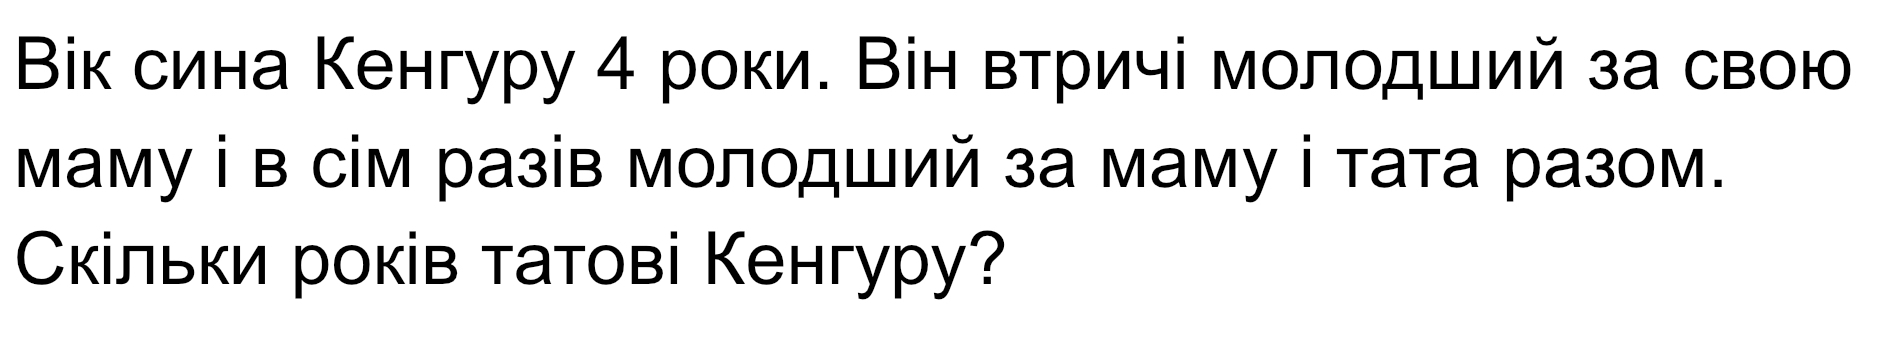 Вік сина Кенгуру 4 роки. Він втричі молодший за свою
маму і в сім разів молодший за маму і тата разом.
Скільки років татові Кенгуру?